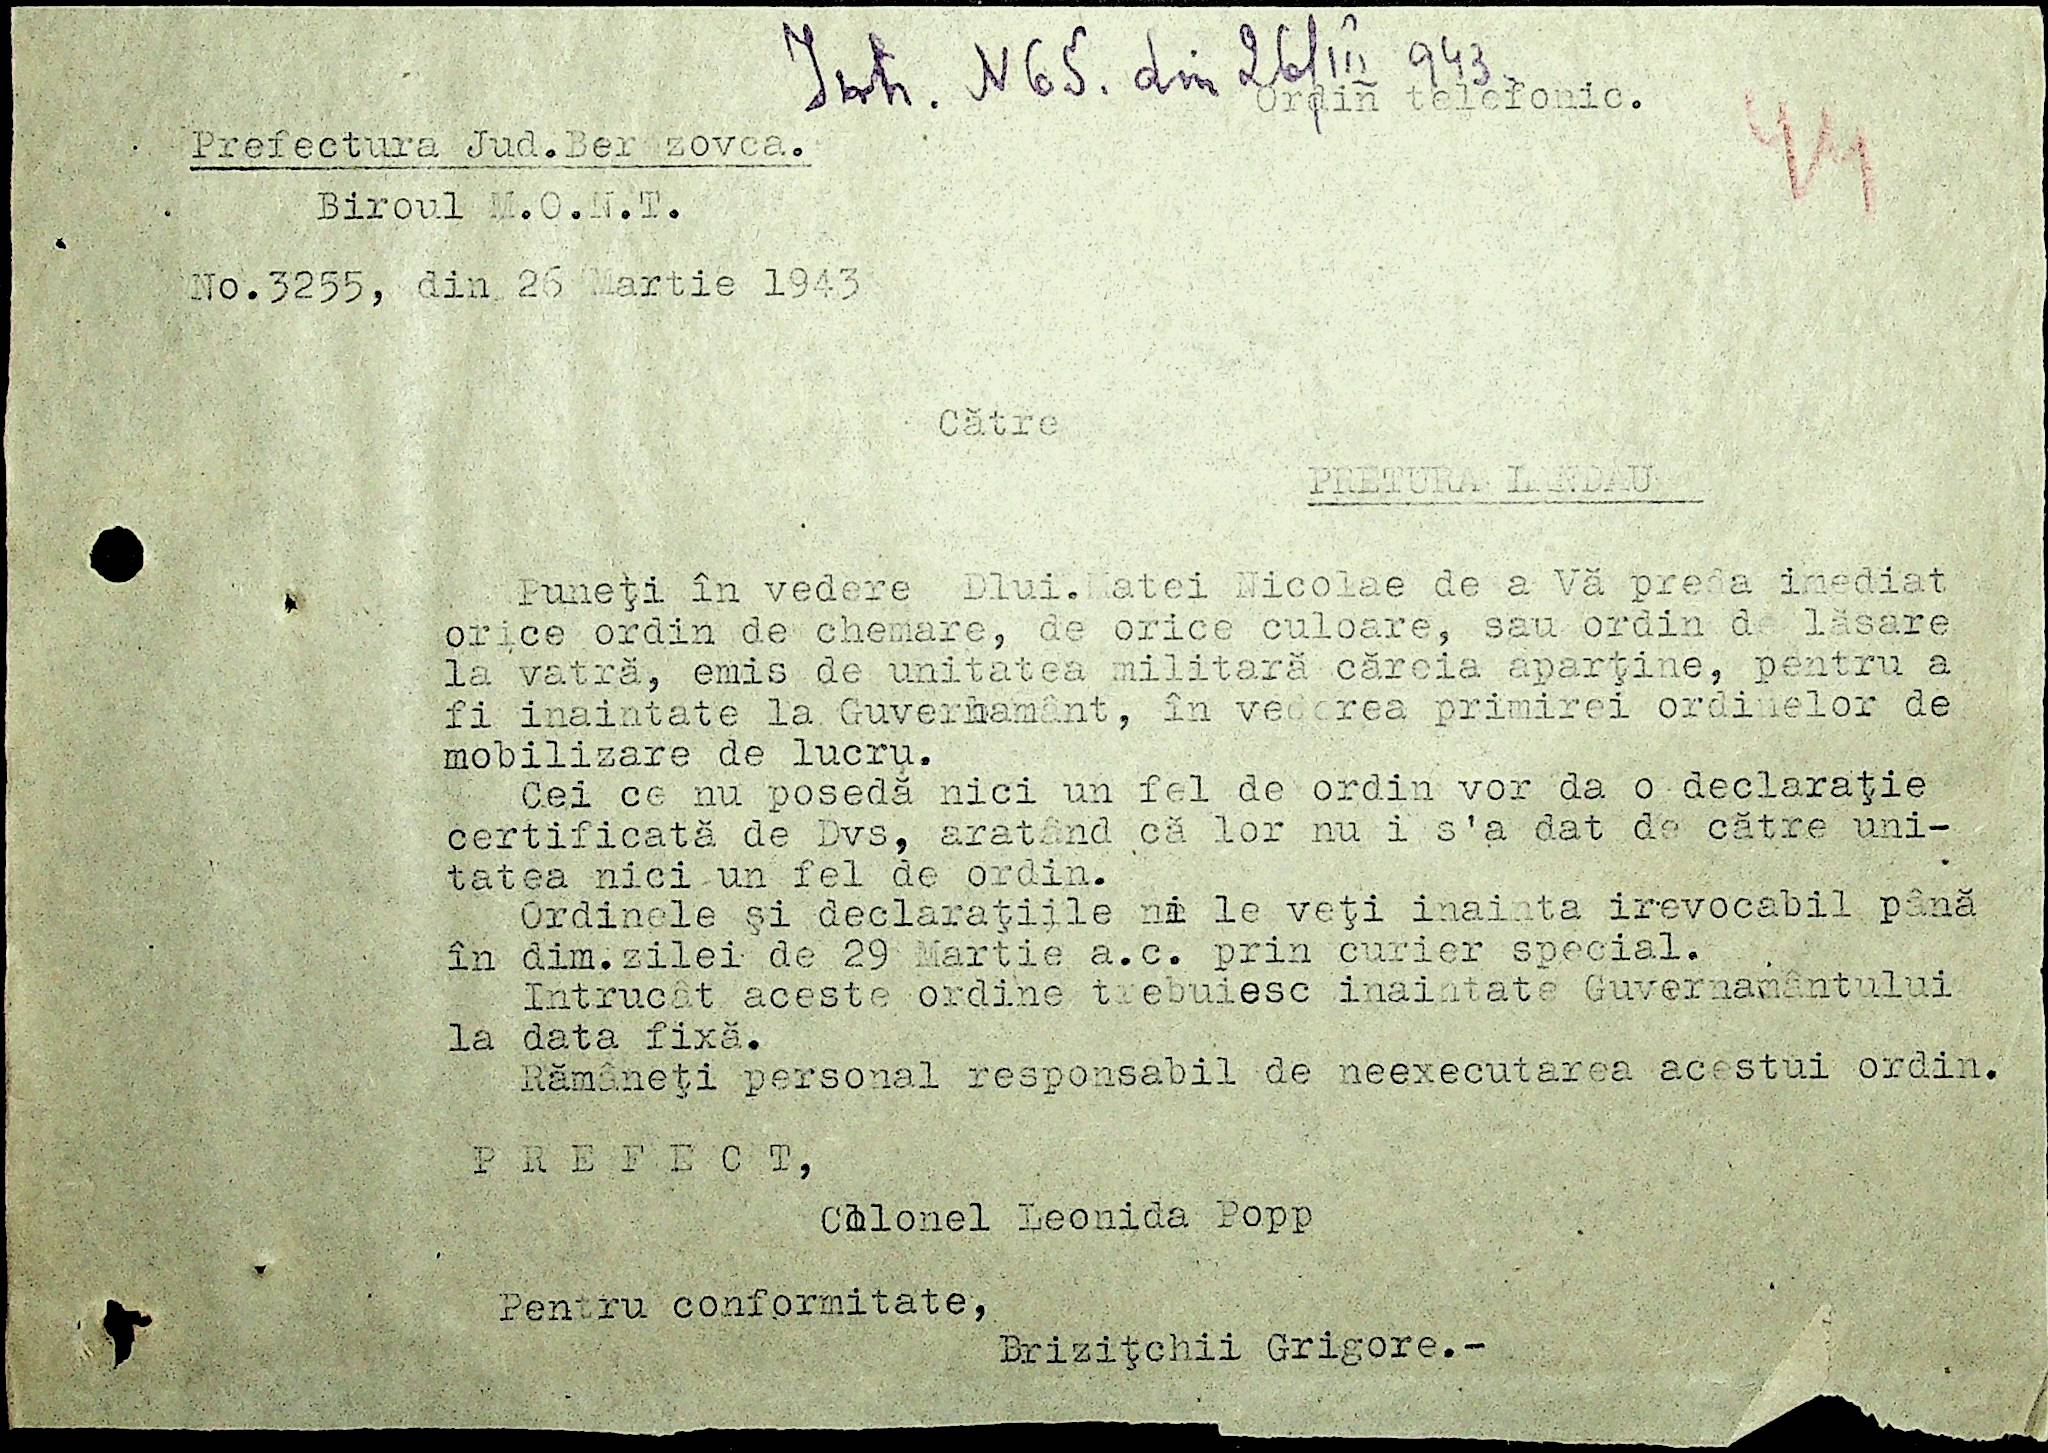 Intr. N 65. din 26/III 943
Ordin telefonic.
Prefectura Jud.Berezovca.
Biroul M.O.N.T.
No.3255, din 26 Martie 1943
Către
PRETURA LANDAU
Puneţi în vedere Dlui.Matei Nicolae de a Vă preda imediat
orice ordin de chemare, de orice culoare, sau ordin de lăsare
la vatră, emis de unitatea militară căreia aparţine, pentru a
fi inaintate la Guvernamânt, în vederea primirei ordinelor de
mobilizare de lucru.
Cei ce nu posedă nici un fel de ordin vor da o declaraţie
certificată de Dvs, aratând că lor nu i s'a dat de către uni-
tatea nici un fel de ordin.
Ordinele şi declaraţiile ni le veţi inainta irevocabil până
în dim.zilei de 29 Martie a.c. prin curier special.
Intrucât aceste ordine trebuiesc inaintate Guvernamântului
la data fixă.
Rămâneţi personal responsabil de neexecutarea acestui ordin.
P R E F E C T,
Colonel Leonida Popp
Pentru conformitate,
Briziţchii Grigore.-